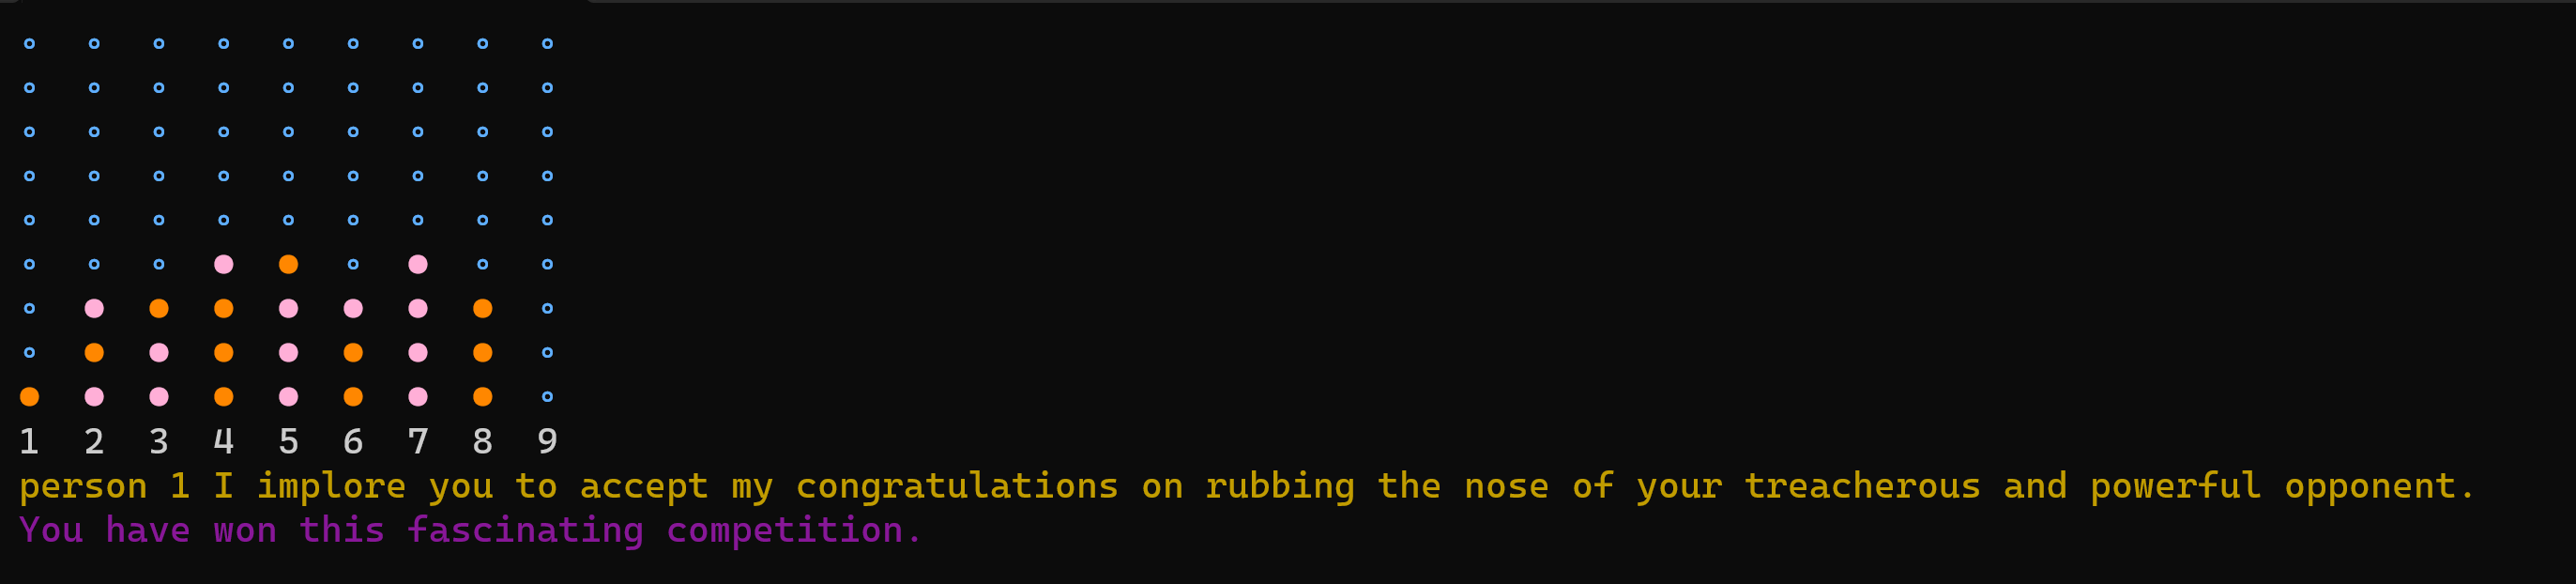 1 2 3 4 5 6 7 8 9
person 1 I implore you to accept my congratulations on rubbing the nose of your treacherous and powerful opponent.
You have won this fascinating competition.